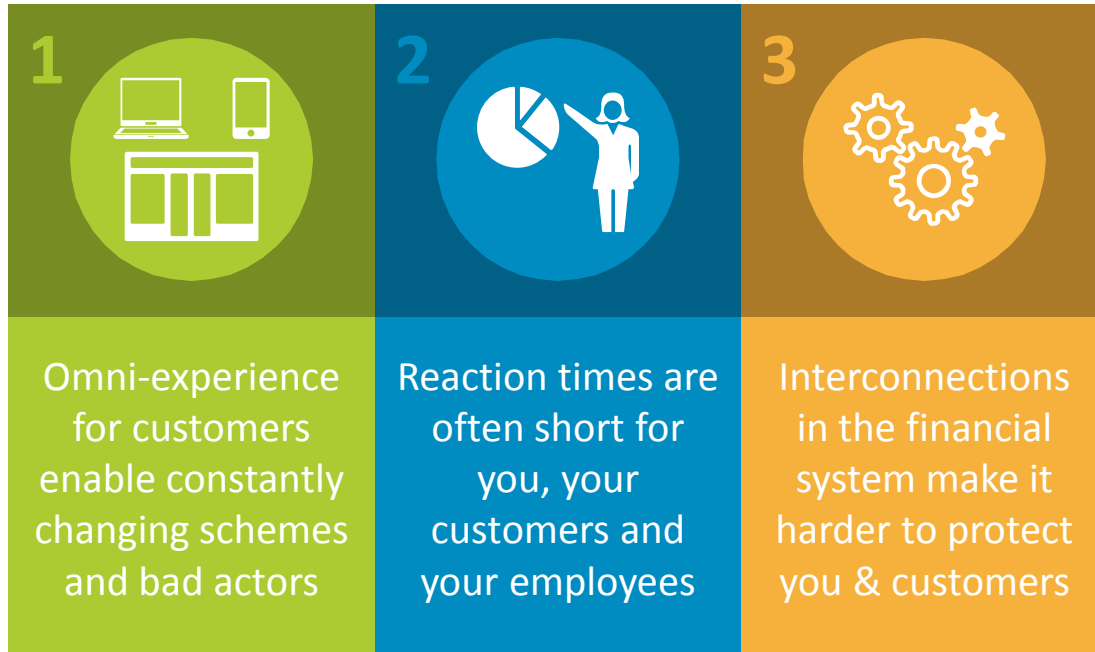 1
Omni-experience
for customers
enable constantly
changing schemes
and bad actors
2
Reaction times are
often short for
you, your
customers and
your employees
3
Interconnections
in the financial
system make it
harder to protect
you & customers